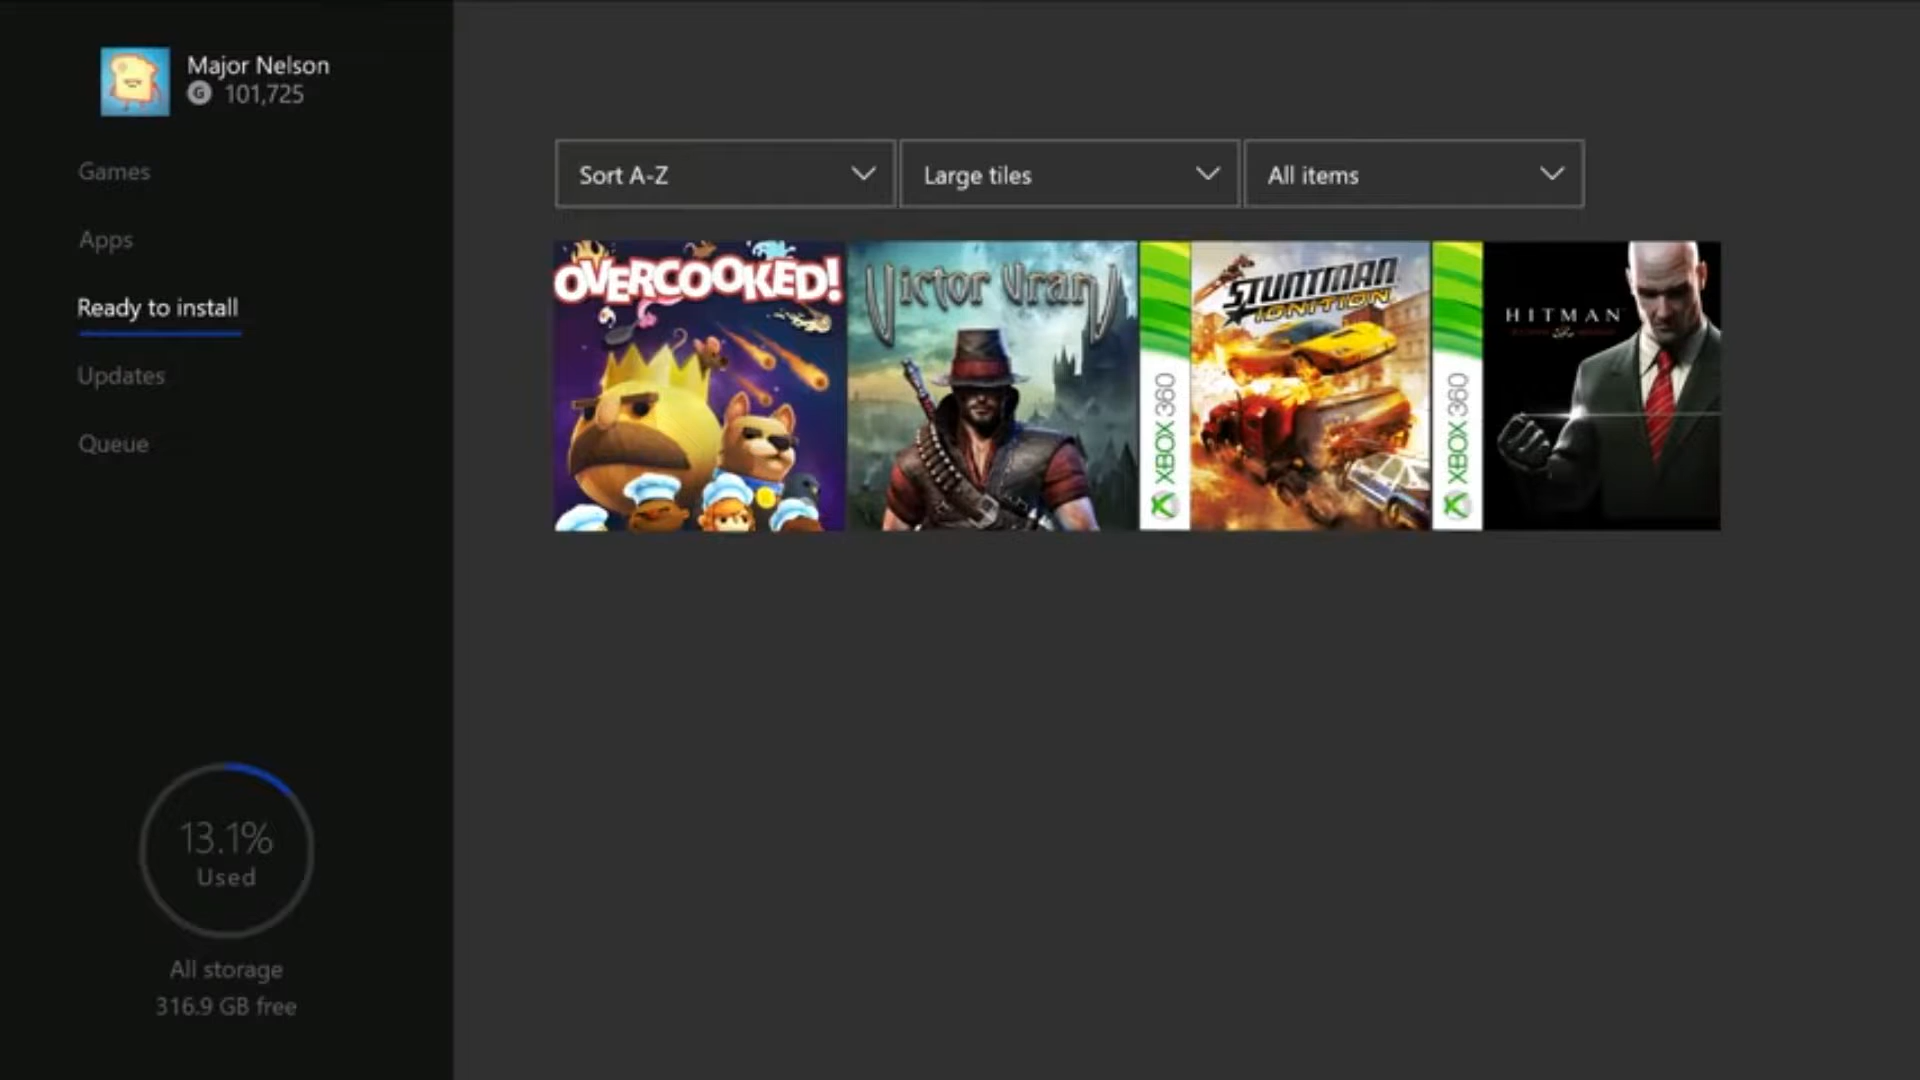 Major Nelson
G 101,725
Games
Apps
Ready to install
Updates
Queue
13.1%
Used
All storage
316.9 GB free
Sort A-Z
Large tiles
All items
OVERCOOKED!
Victor Vran
XBOX 360
STUNTMAN
IGNITION
XBOX 360
HITMAN